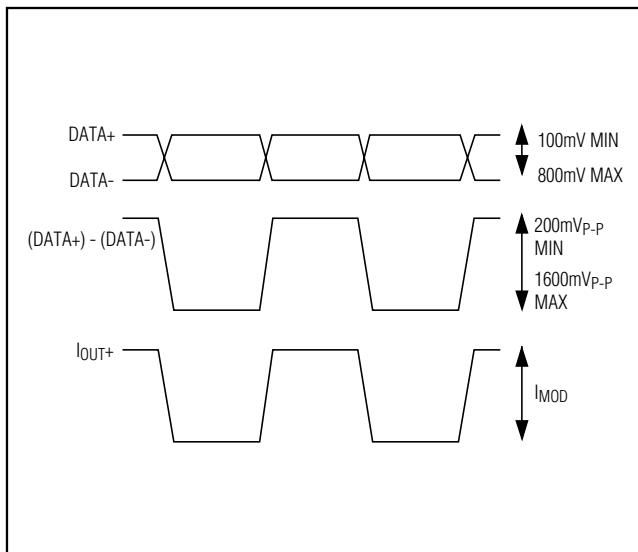 DATA+
DATA-
100mV MIN
800mV MAX
(DATA+) - (DATA-)
200mVP-P
MIN
1600mVP-P
MAX
IOUT+
IMOD